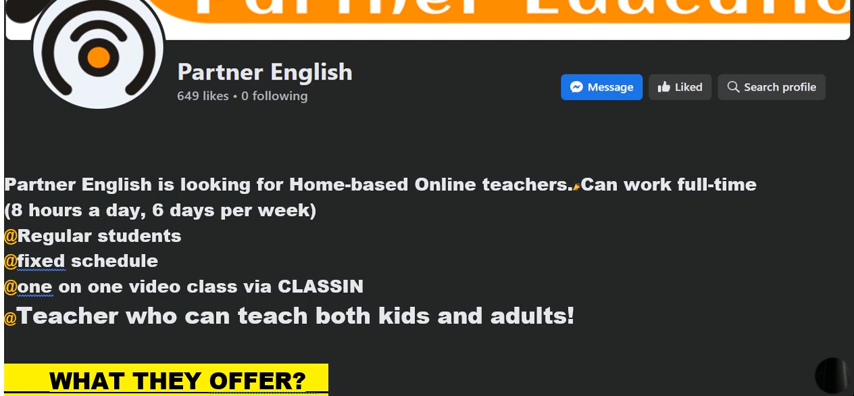 Partner Educatio
Partner English
649 likes • 0 following
Message
Liked
Search profile
Partner English is looking for Home-based Online teachers. Can work full-time
(8 hours a day, 6 days per week)
@Regular students
@fixed schedule
@one on one video class via CLASSIN
@Teacher who can teach both kids and adults!
WHAT THEY OFFER?